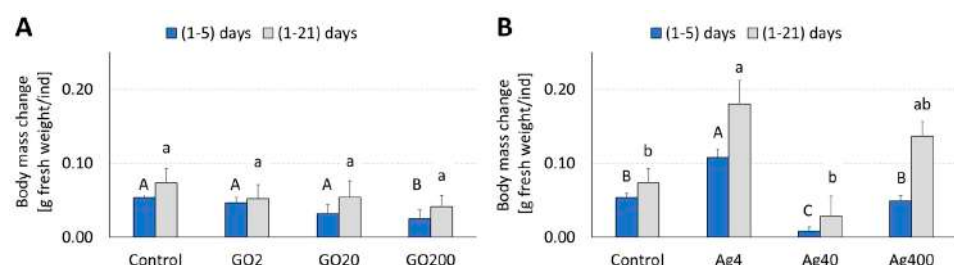 A
(1-5) days (1-21) days
Body mass change
[g fresh weight/ind]
0.20
0.10
0.00
A a A a A a B a
Control GO2 GO20 GO200
B
(1-5) days (1-21) days
Body mass change
[g fresh weight/ind]
0.20
0.10
0.00
B b A a C b B ab
Control Ag4 Ag40 Ag400